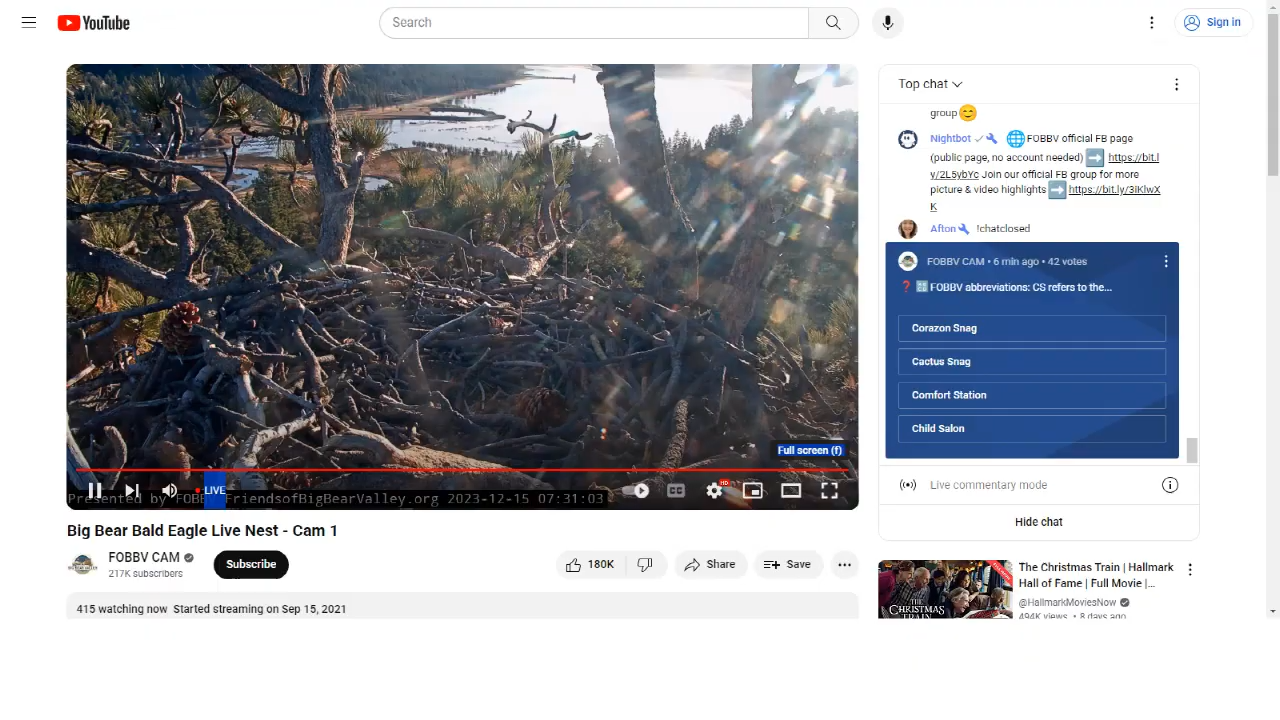 YouTube
Search
Sign in
Top chat
group
Nightbot FOBBV official FB page
(public page, no account needed) https://bit.l
y/2L5ybYc Join our official FB group for more
picture & video highlights https://bit.ly/3iKlwX
K
Afton !chatclosed
FOBBV CAM • 6 min ago • 42 votes
FOBBV abbreviations: CS refers to the...
Corazon Snag
Cactus Snag
Comfort Station
Child Salon
Live commentary mode
Hide chat
Full screen (f)
LIVE
HD
CC
Presented by FOBBV FriendsofBigBearValley.org 2023-12-15 07:31:03
Big Bear Bald Eagle Live Nest - Cam 1
FOBBV CAM
217K subscribers
Subscribe
180K
Share
Save
415 watching now Started streaming on Sep 15, 2021
THE
CHRISTMAS
TRAIN
The Christmas Train | Hallmark
Hall of Fame | Full Movie |...
@HallmarkMoviesNow
494K views • 8 days ago